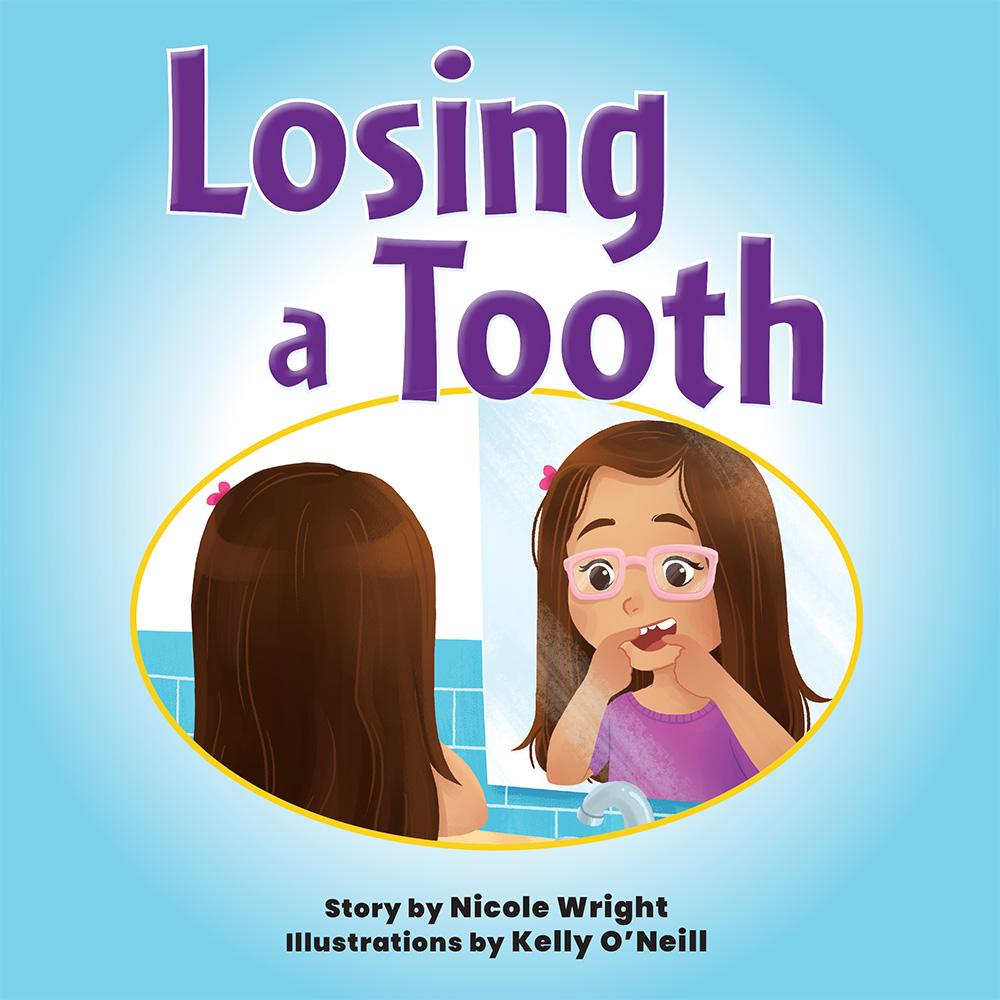 Losing
a Tooth
Story by Nicole Wright
Illustrations by Kelly O’Neill